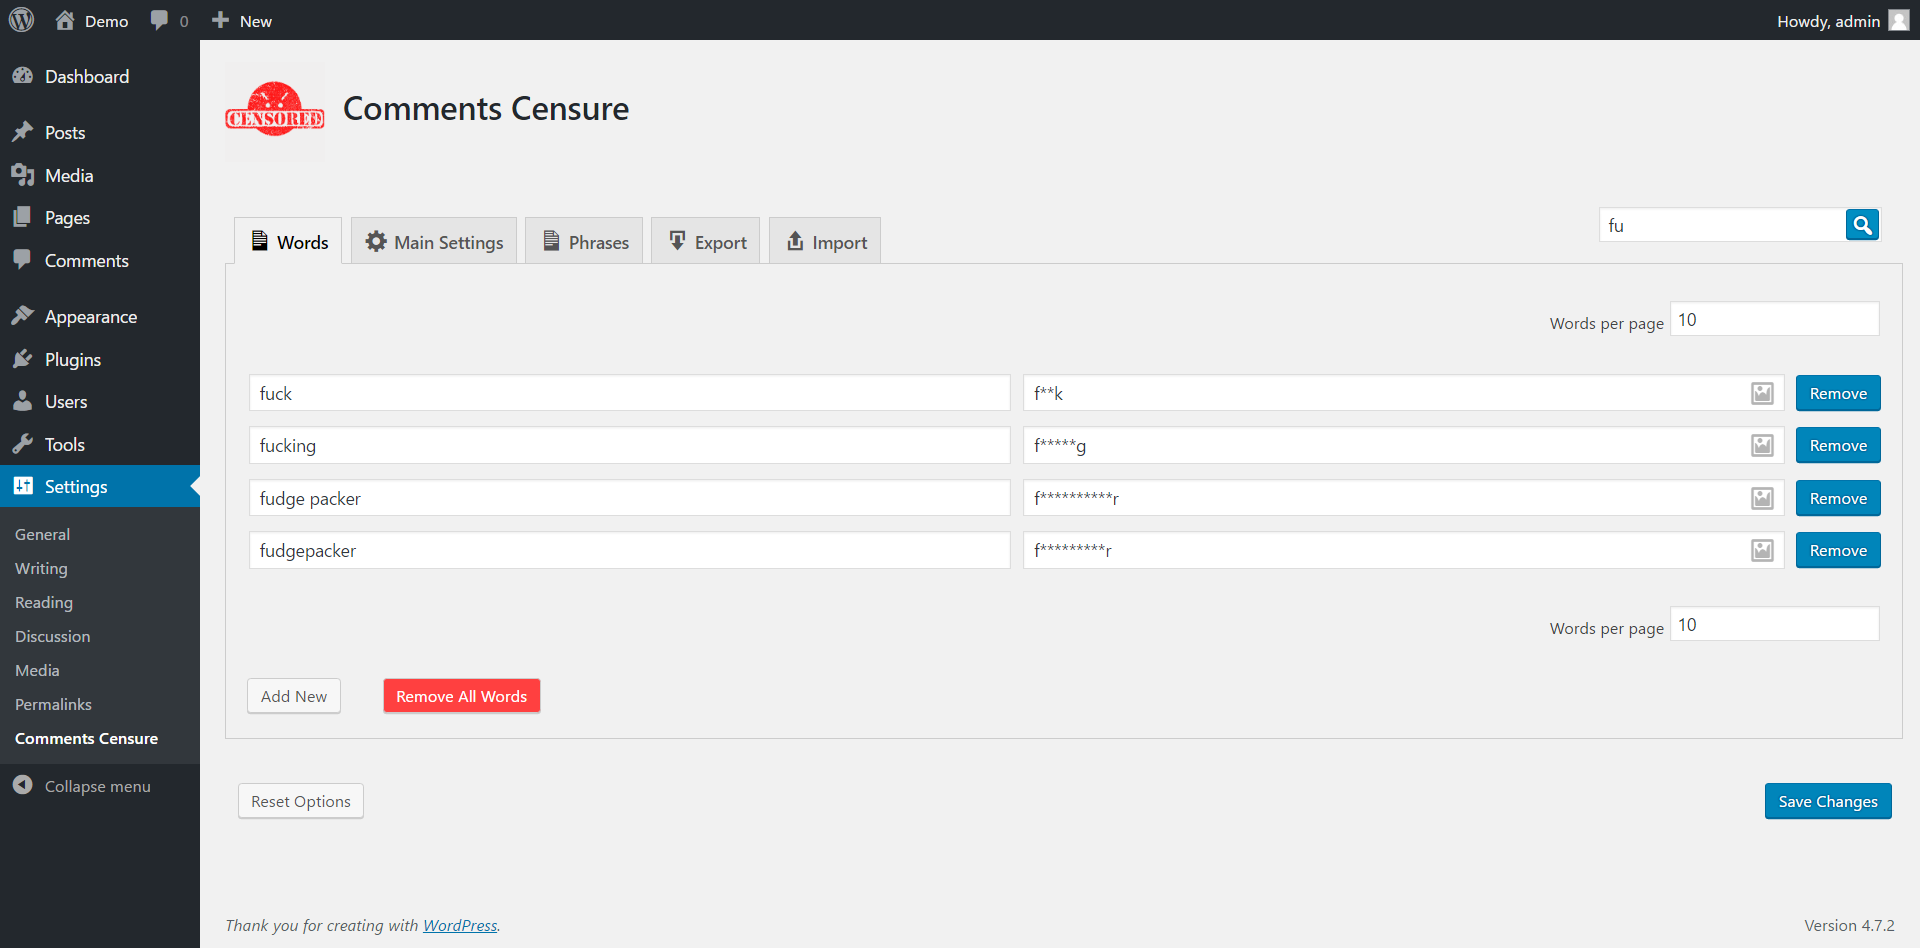 Demo 0 New Howdy, admin
Dashboard
Posts
Media
Pages
Comments
Appearance
Plugins
Users
Tools
Settings
General
Writing
Reading
Discussion
Media
Permalinks
Comments Censure
Collapse menu
CENSORED
Comments Censure
Words Main Settings Phrases Export Import
fu
Words per page 10
fuck f**k Remove
fucking f*****g Remove
fudge packer f**********r Remove
fudgepacker f*********r Remove
Words per page 10
Add New Remove All Words
Reset Options Save Changes
Thank you for creating with WordPress. Version 4.7.2